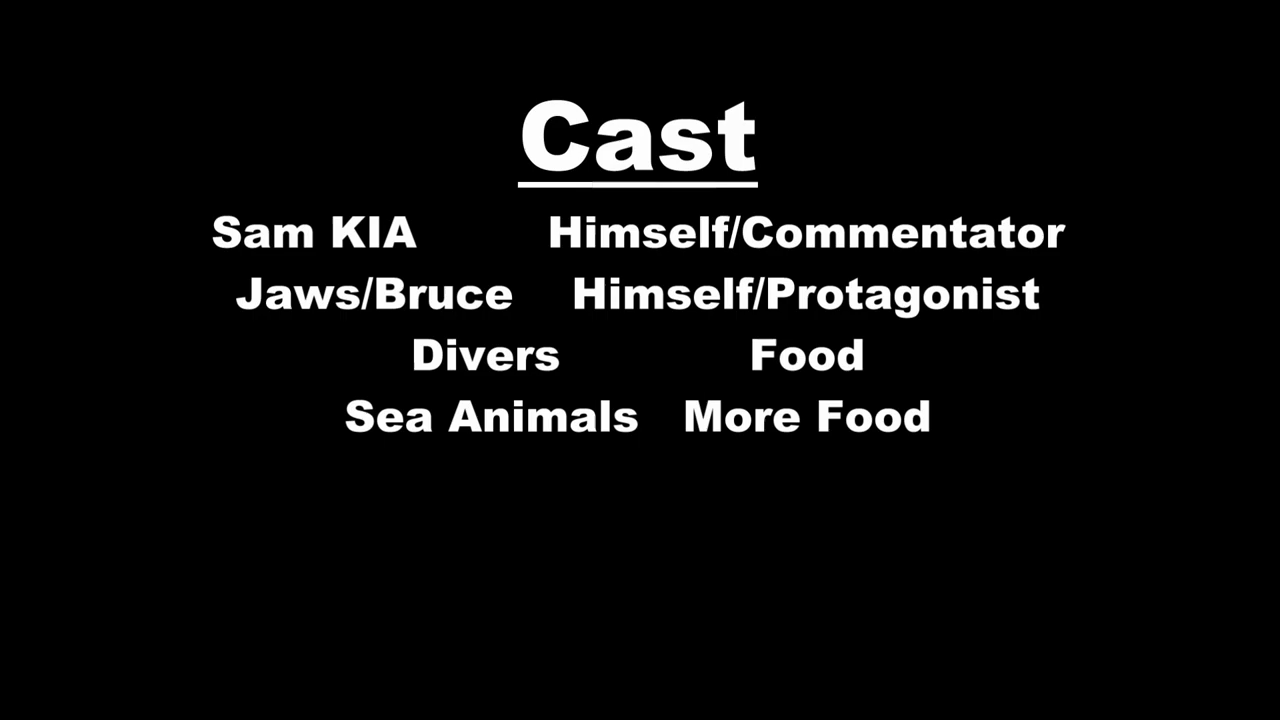 Cast
Sam KIA Himself/Commentator
Jaws/Bruce Himself/Protagonist
Divers Food
Sea Animals More Food